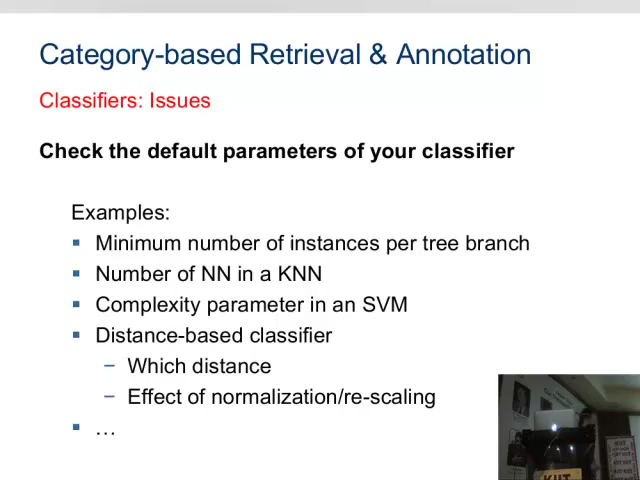 Category-based Retrieval & Annotation
Classifiers: Issues
Check the default parameters of your classifier
Examples:
▪ Minimum number of instances per tree branch
▪ Number of NN in a KNN
▪ Complexity parameter in an SVM
▪ Distance-based classifier
− Which distance
− Effect of normalization/re-scaling
▪ …